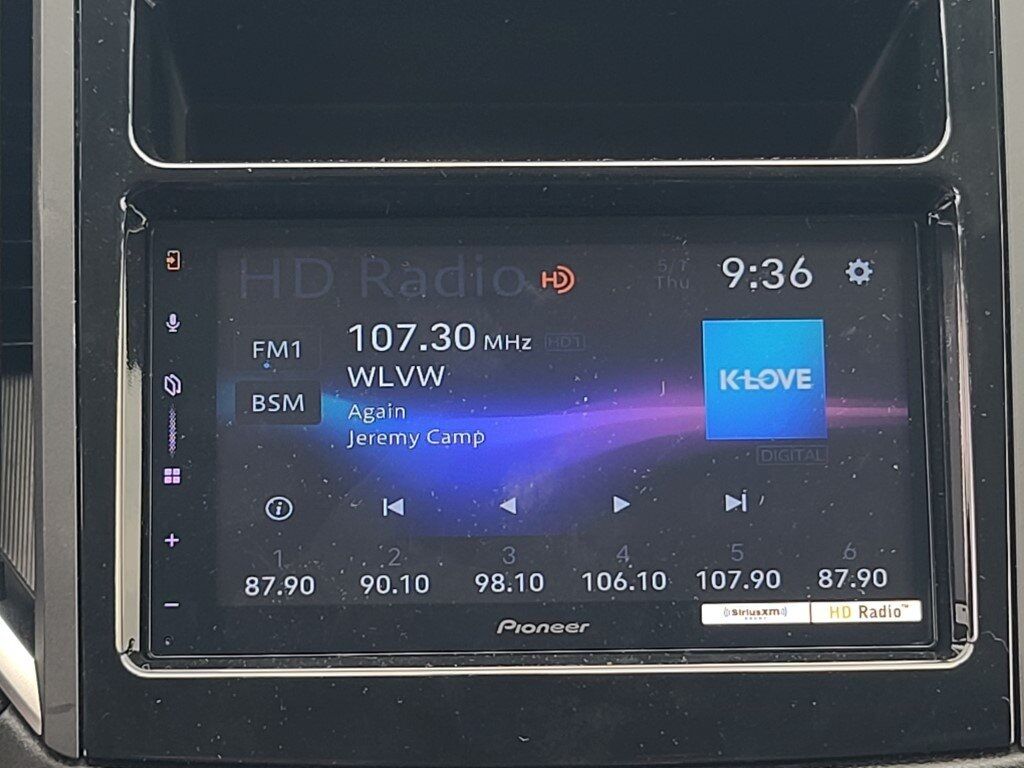 HD Radio HD 5/7 9:36
Thu
FM1
107.30 MHz HD1
WLVW
BSM
Again
Jeremy Camp
K-LOVE
DIGITAL
1 2 3 4 5 6
87.90 90.10 98.10 106.10 107.90 87.90
Pioneer
SiriusXM HD Radio™